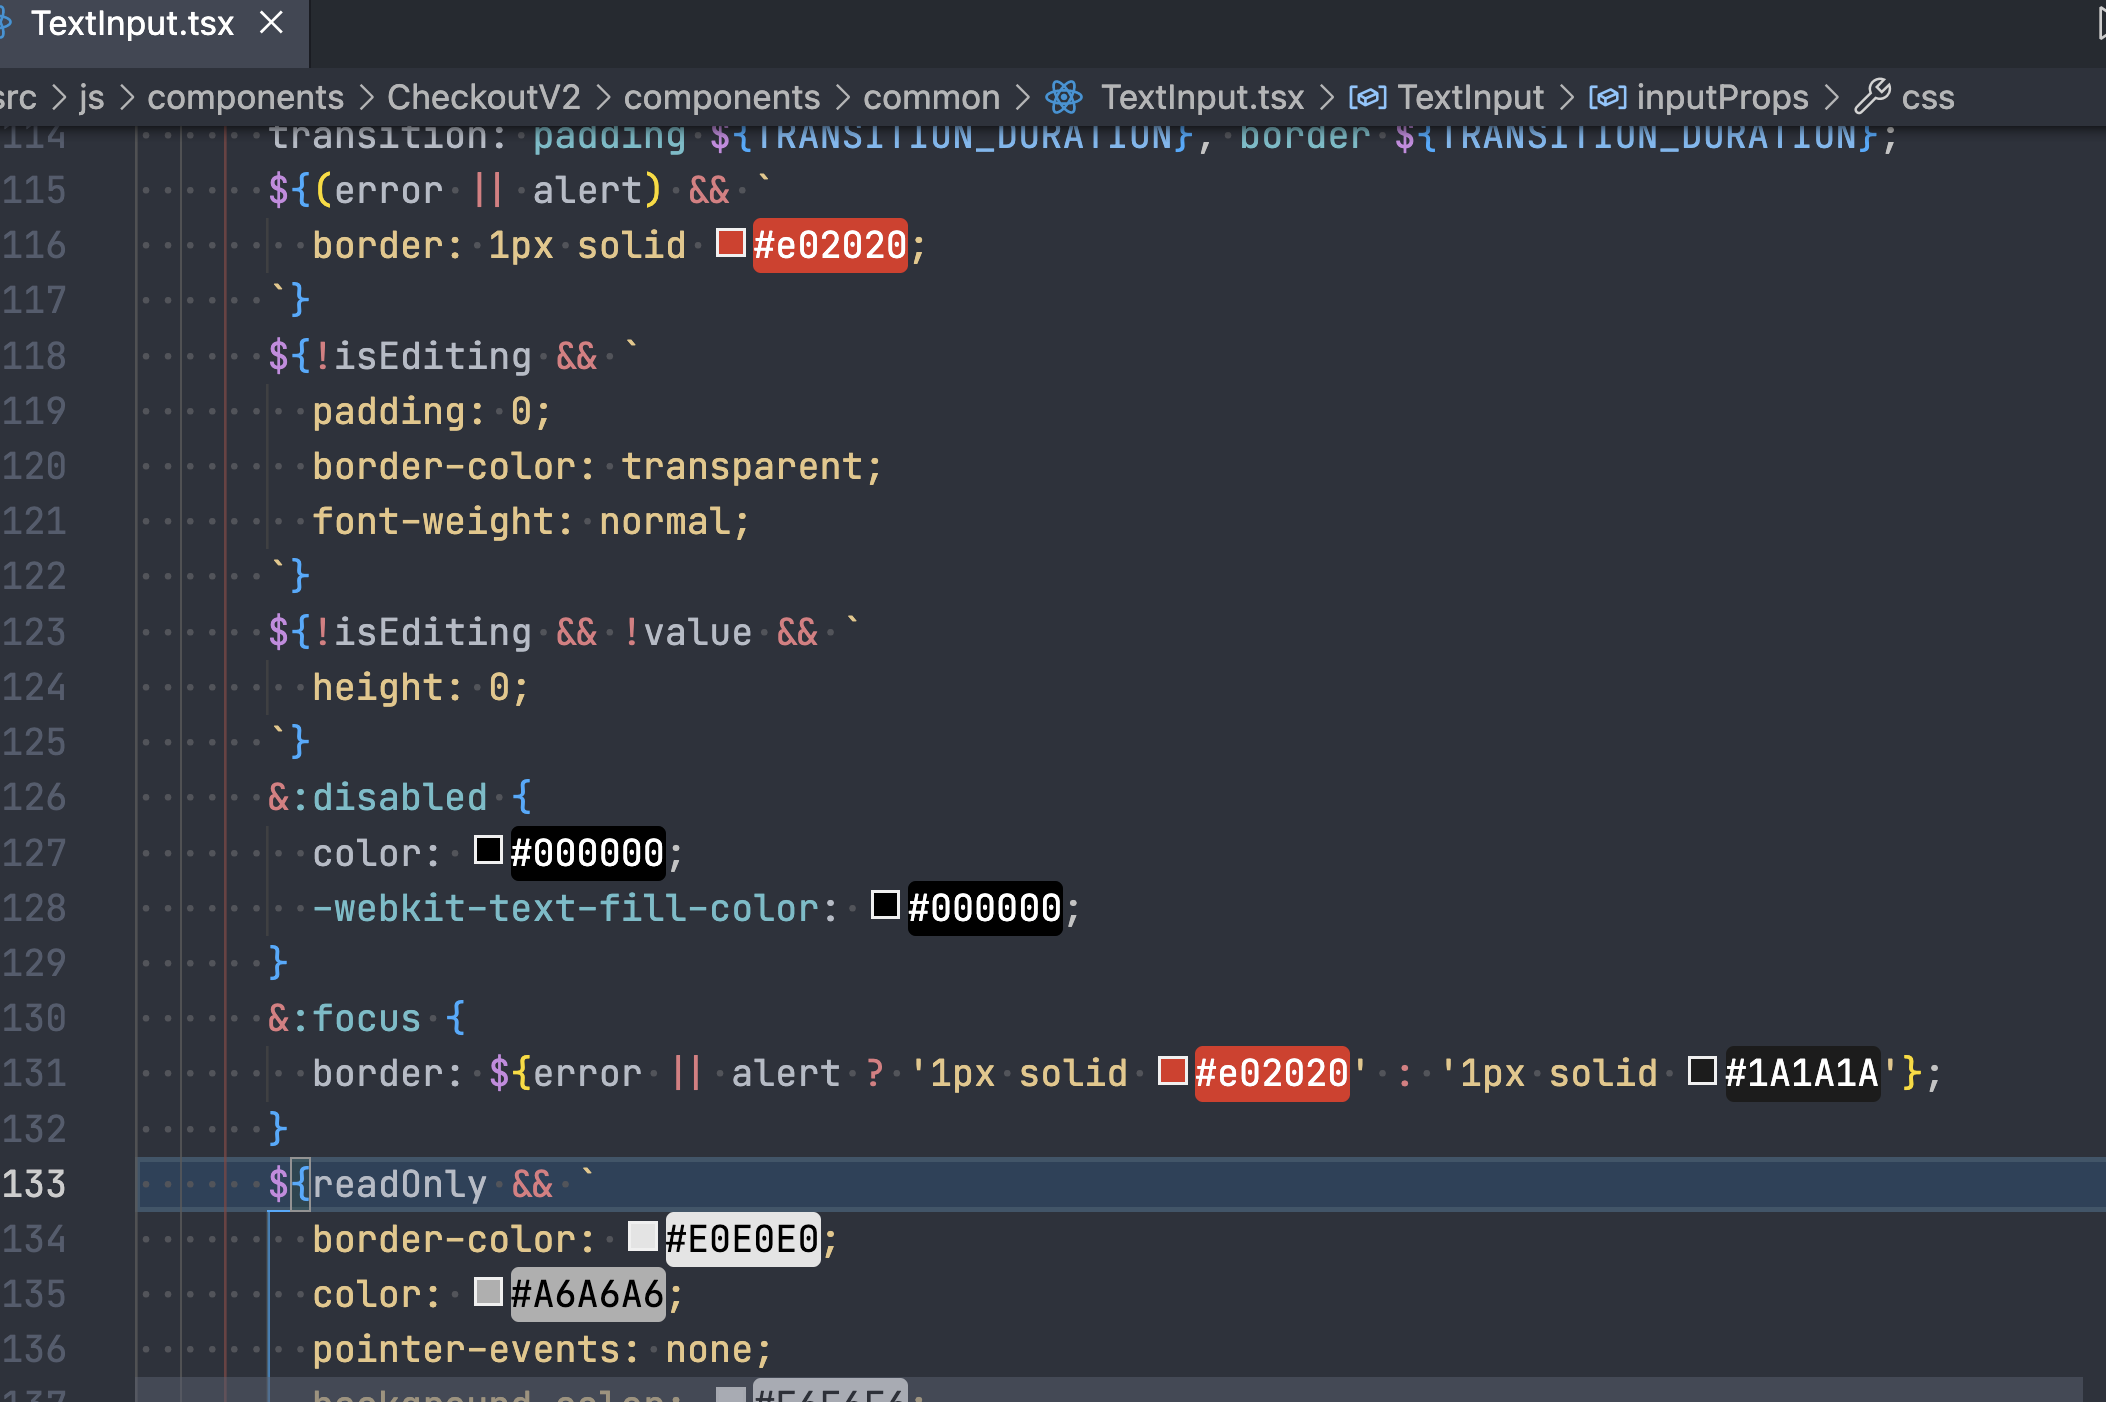 TextInput.tsx
src > js > components > CheckoutV2 > components > common > TextInput.tsx > TextInput > inputProps > css
114 transition: padding ${TRANSITION_DURATION}, border ${TRANSITION_DURATION};
115 ${(error || alert) && `
116 border: 1px solid #e02020;
117 `}
118 ${!isEditing && `
119 padding: 0;
120 border-color: transparent;
121 font-weight: normal;
122 `}
123 ${!isEditing && !value && `
124 height: 0;
125 `}
126 &:disabled {
127 color: #000000;
128 -webkit-text-fill-color: #000000;
129 }
130 &:focus {
131 border: ${error || alert ? '1px solid #e02020' : '1px solid #1A1A1A'};
132 }
133 ${readOnly && `
134 border-color: #E0E0E0;
135 color: #A6A6A6;
136 pointer-events: none;
137 background-color: